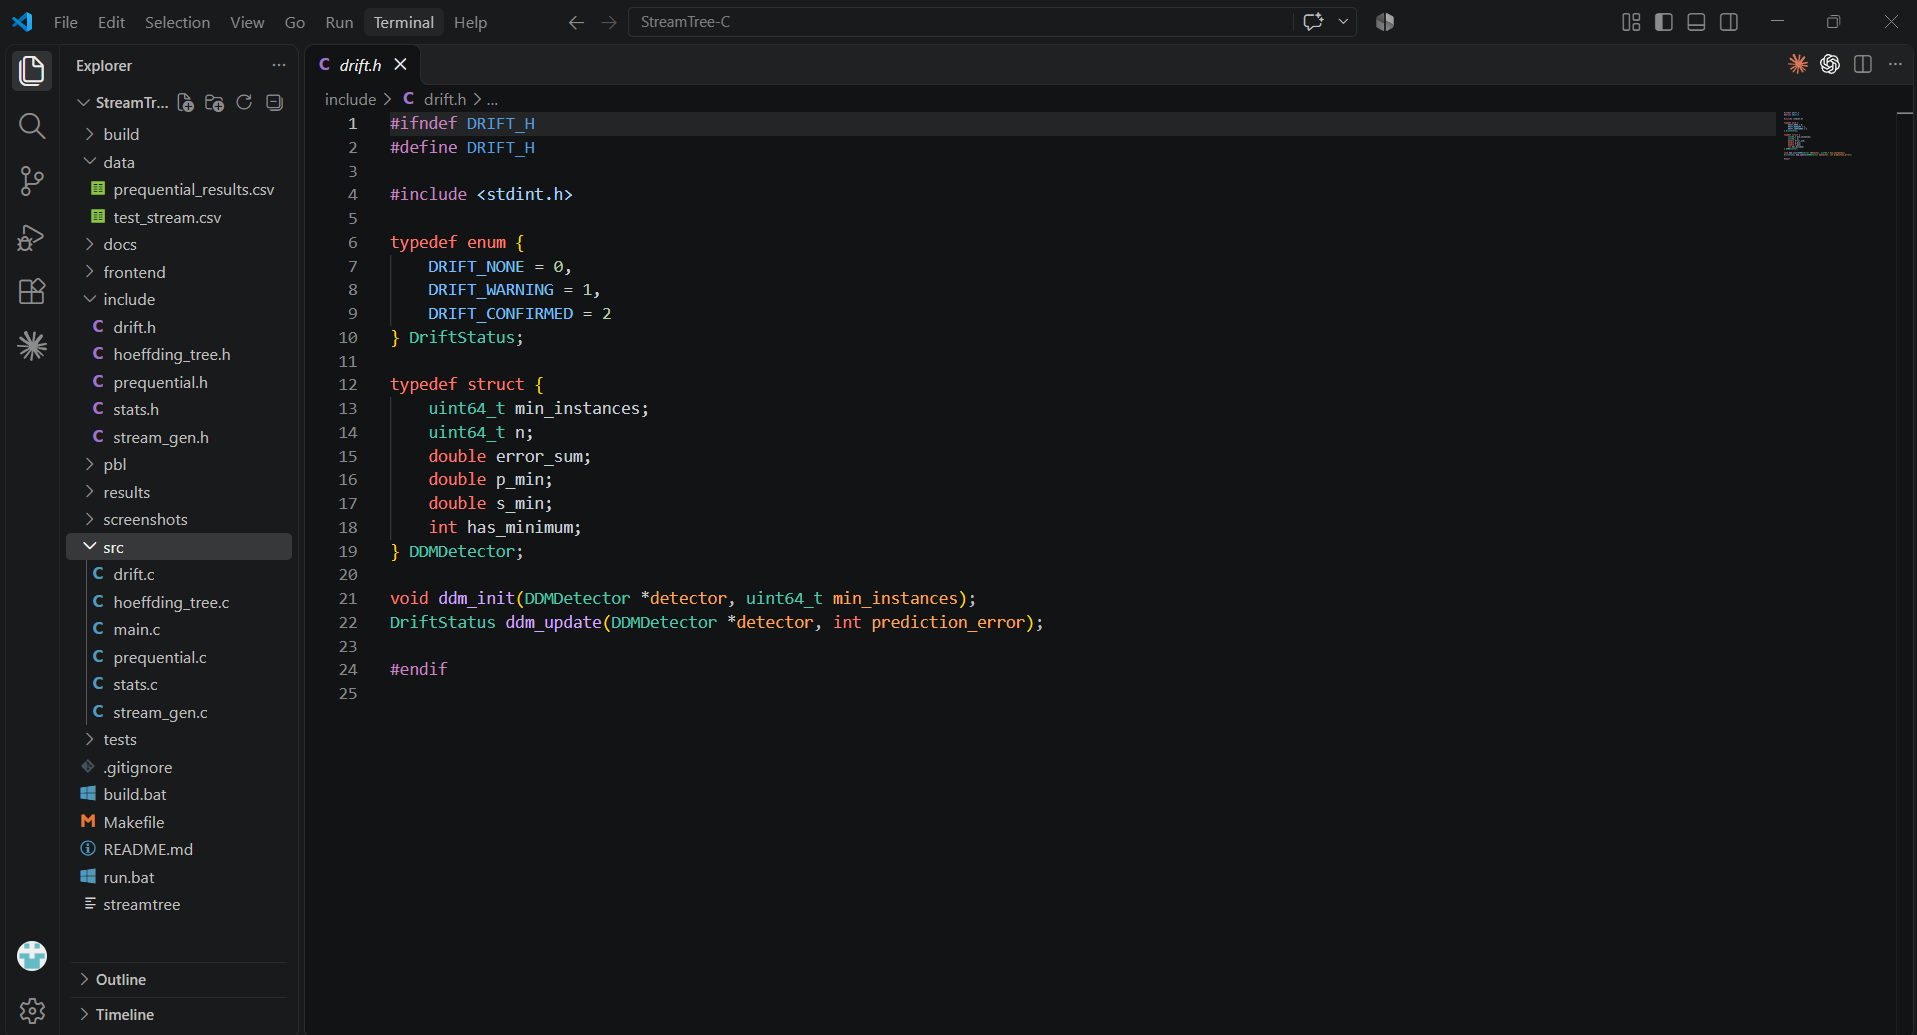 File Edit Selection View Go Run Terminal Help
StreamTree-C
Explorer
StreamTr...
build
data
prequential_results.csv
test_stream.csv
docs
frontend
include
C drift.h
C hoeffding_tree.h
C prequential.h
C stats.h
C stream_gen.h
pbl
results
screenshots
src
C drift.c
C hoeffding_tree.c
C main.c
C prequential.c
C stats.c
C stream_gen.c
tests
.gitignore
build.bat
Makefile
README.md
run.bat
streamtree
Outline
Timeline
C drift.h
include > C drift.h > ...
1 #ifndef DRIFT_H
2 #define DRIFT_H
3
4 #include <stdint.h>
5
6 typedef enum {
7     DRIFT_NONE = 0,
8     DRIFT_WARNING = 1,
9     DRIFT_CONFIRMED = 2
10 } DriftStatus;
11
12 typedef struct {
13     uint64_t min_instances;
14     uint64_t n;
15     double error_sum;
16     double p_min;
17     double s_min;
18     int has_minimum;
19 } DDMDetector;
20
21 void ddm_init(DDMDetector *detector, uint64_t min_instances);
22 DriftStatus ddm_update(DDMDetector *detector, int prediction_error);
23
24 #endif
25